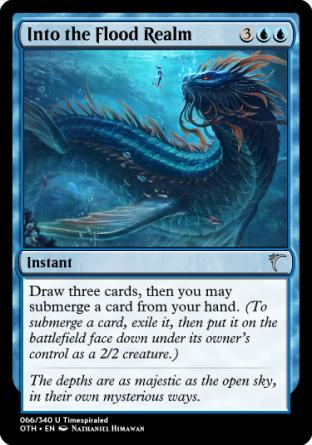 Into the Flood Realm 3
Instant
Draw three cards, then you may
submerge a card from your hand. (To
submerge a card, exile it, then put it on the
battlefield face down under its owner's
control as a 2/2 creature.)
The depths are as majestic as the open sky,
in their own mysterious ways.
066/340 U Timespiraled
OTH • EN Nathaniel Himawan